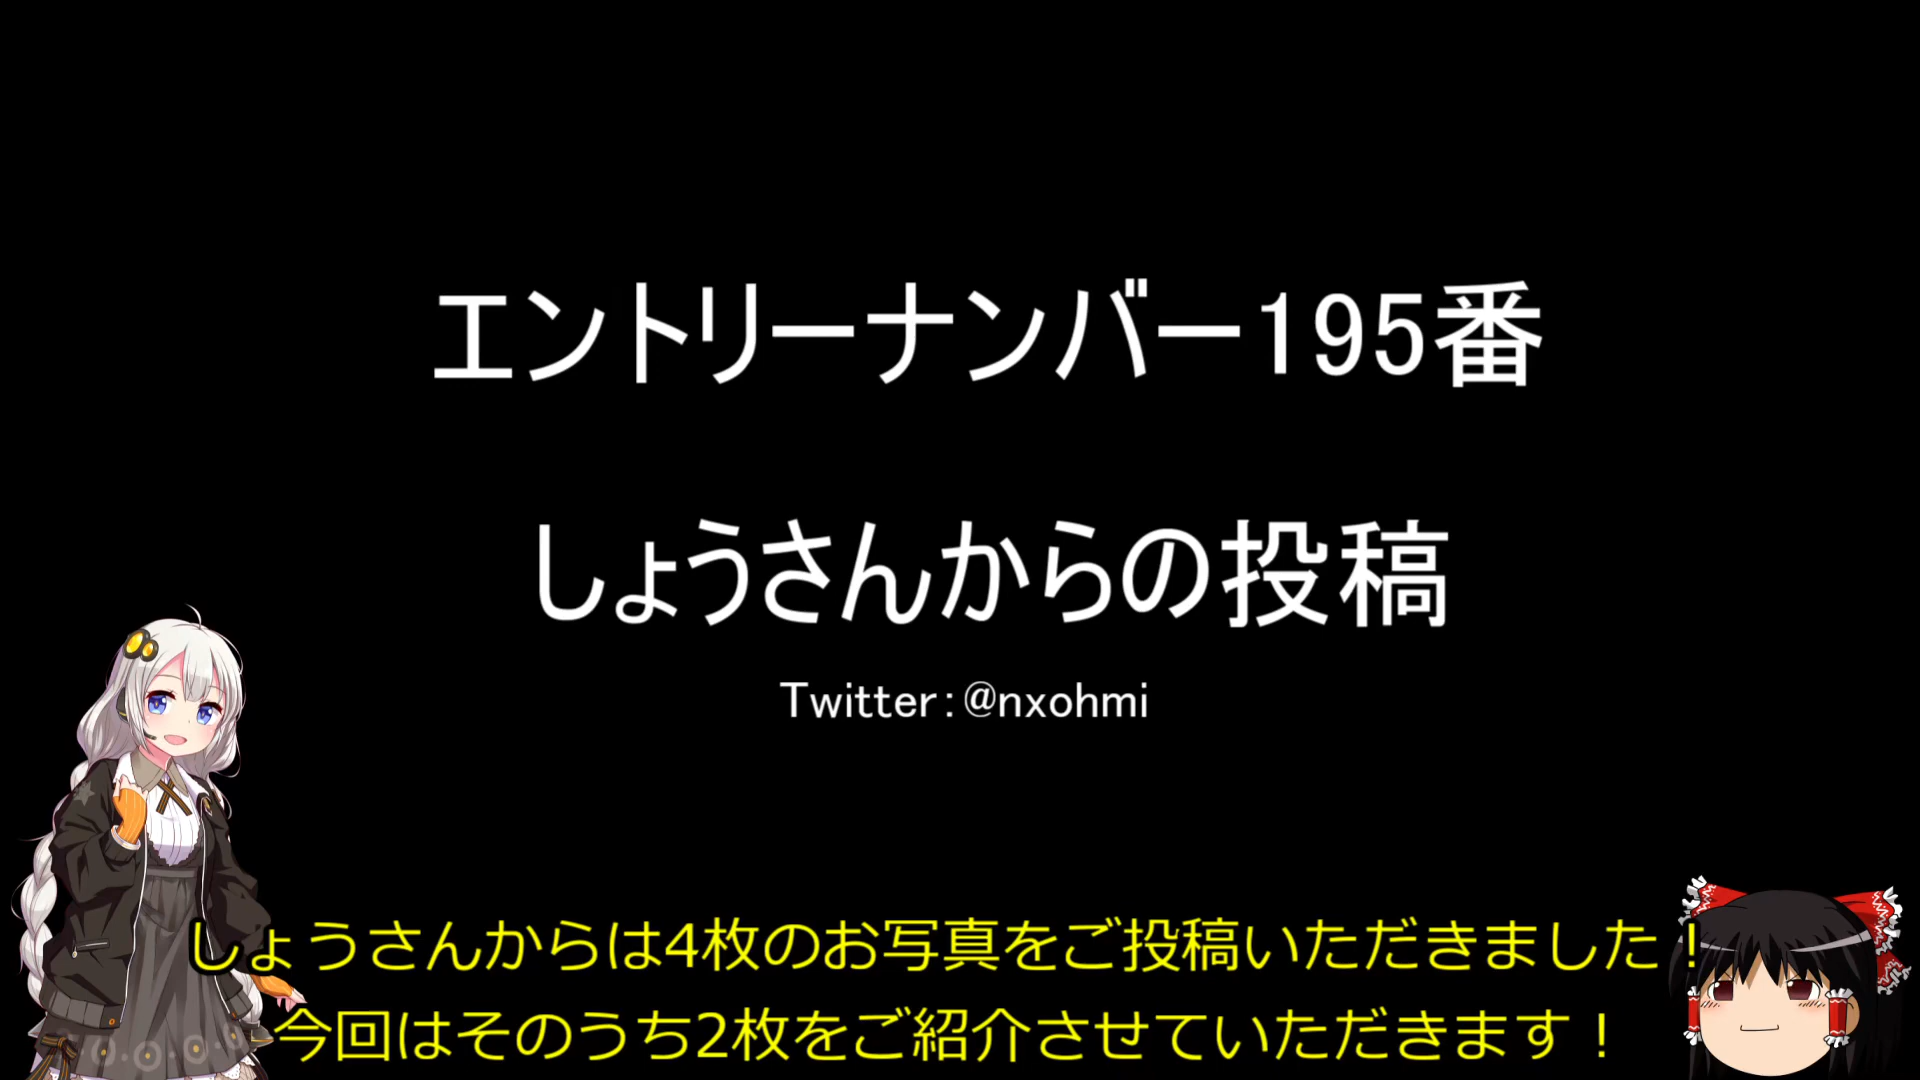 エントリーナンバー195番
しょうさんからの投稿
Twitter:@nxohmi
しょうさんからは4枚のお写真をご投稿いただきました！
今回はそのうち2枚をご紹介させていただきます！